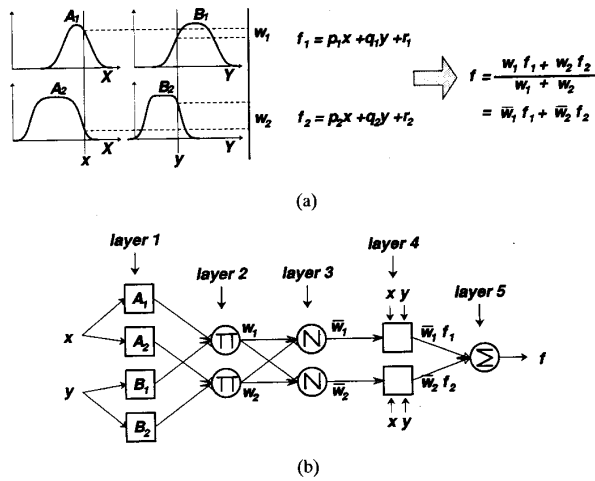 A₁
B₁
w₁
f₁ = p₁x + q₁y + r₁
X
Y
A₂
B₂
w₂
f₂ = p₂x + q₂y + r₂
X
Y
x
y
f = w₁ f₁ + w₂ f₂ / w₁ + w₂
= w̅₁ f₁ + w̅₂ f₂
(a)
layer 1
layer 2
layer 3
layer 4
layer 5
x y
A₁
A₂
B₁
B₂
x
y
Π
Π
w₁
w₂
N
N
w̅₁
w̅₂
w̅₁ f₁
w̅₂ f₂
x y
Σ
f
(b)